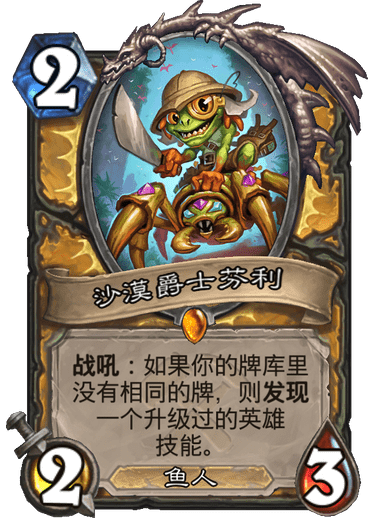 2
沙漠爵士芬利
战吼：如果你的牌库里
没有相同的牌，则发现
一个升级过的英雄
技能。
2
鱼人
3